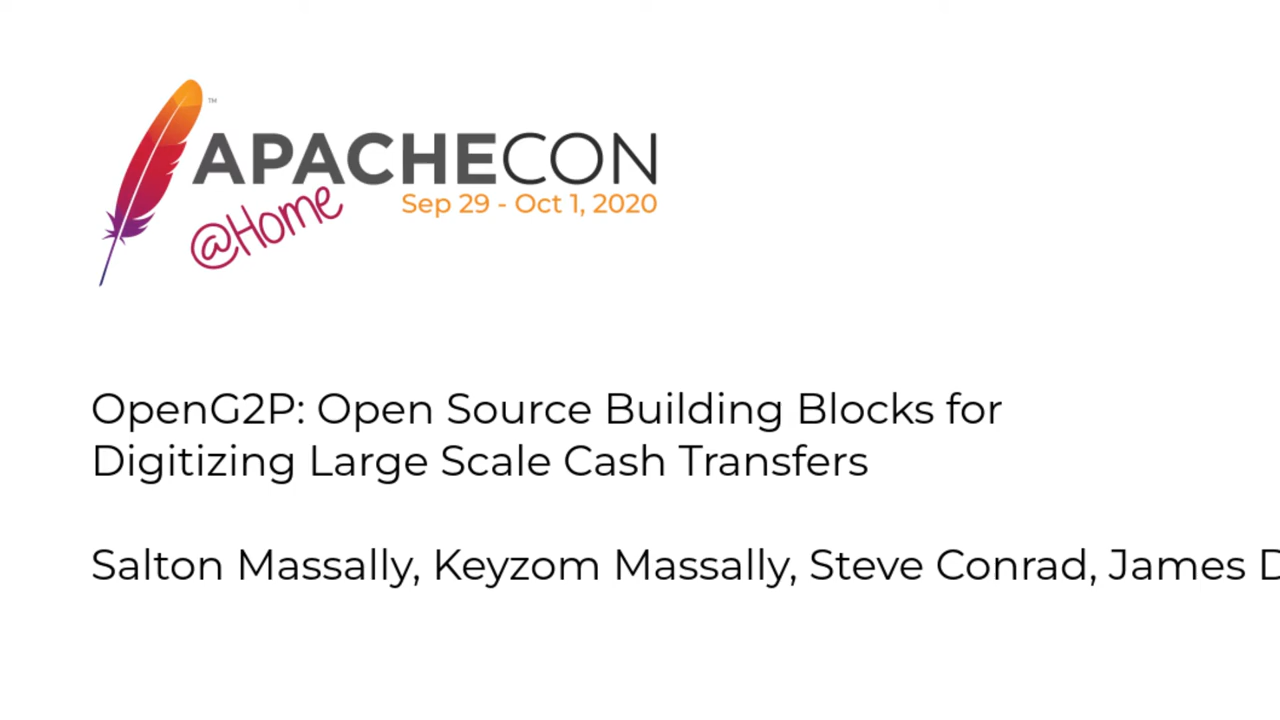 ™
APACHECON
@Home
Sep 29 - Oct 1, 2020
OpenG2P: Open Source Building Blocks for
Digitizing Large Scale Cash Transfers
Salton Massally, Keyzom Massally, Steve Conrad, James